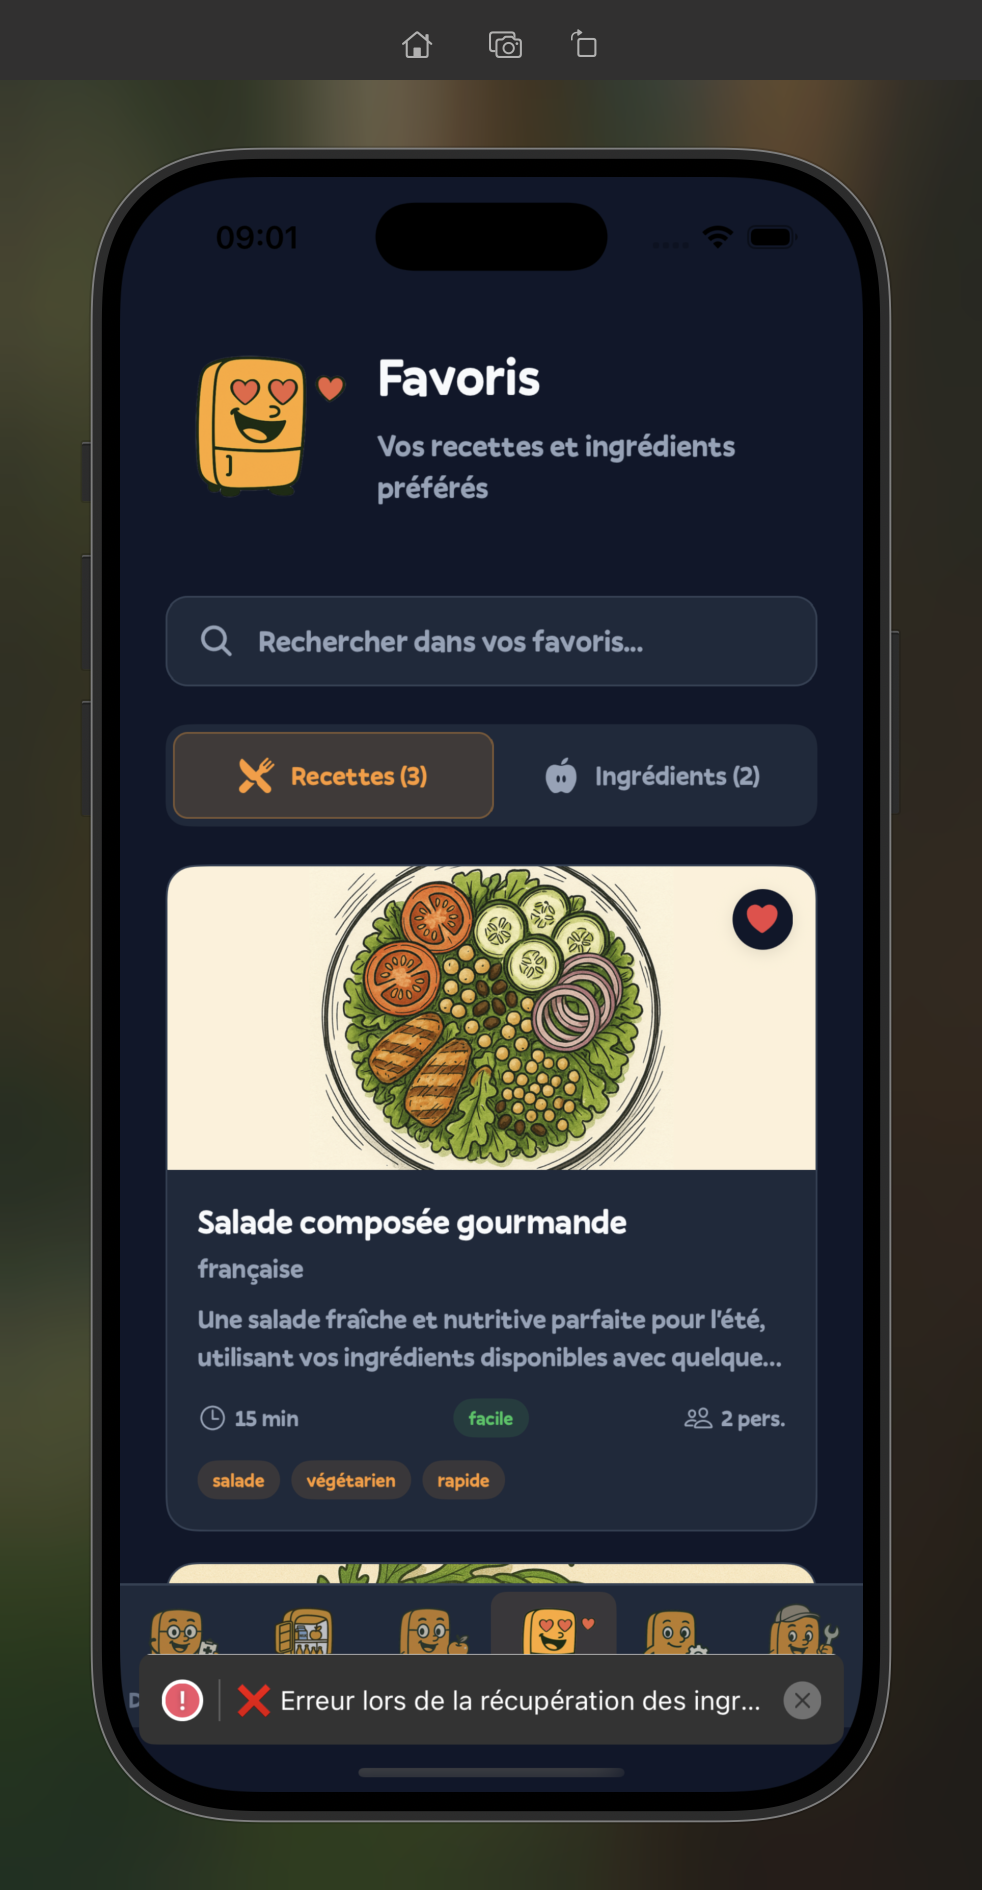 09:01
Favoris
Vos recettes et ingrédients
préférés
Rechercher dans vos favoris...
Recettes (3)
Ingrédients (2)
Salade composée gourmande
française
Une salade fraîche et nutritive parfaite pour l'été,
utilisant vos ingrédients disponibles avec quelque...
15 min
facile
2 pers.
salade
végétarien
rapide
! ❌ Erreur lors de la récupération des ingr...